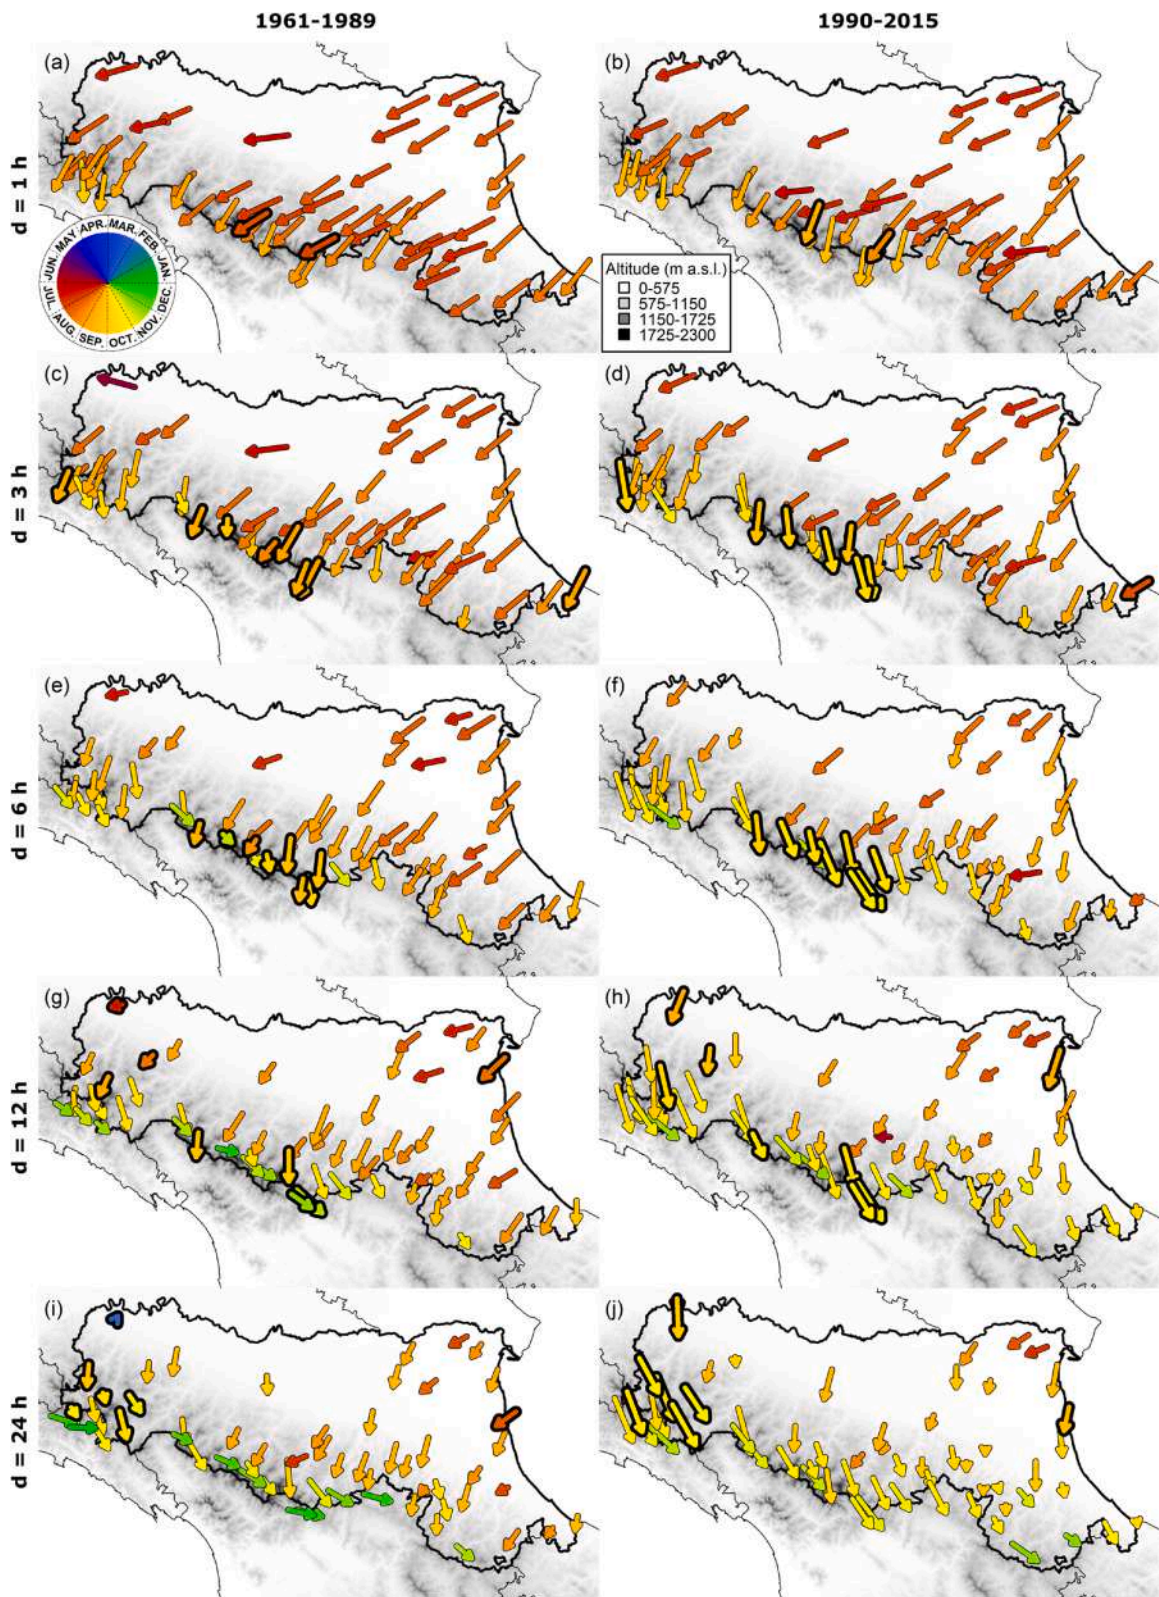 1961-1989
1990-2015
(a)
(b)
d = 1 h
JAN.
FEB.
MAR.
APR.
MAY
JUN.
JUL.
AUG.
SEP.
OCT.
NOV.
DEC.
Altitude (m a.s.l.)
0-575
575-1150
1150-1725
1725-2300
(c)
(d)
d = 3 h
(e)
(f)
d = 6 h
(g)
(h)
d = 12 h
(i)
(j)
d = 24 h